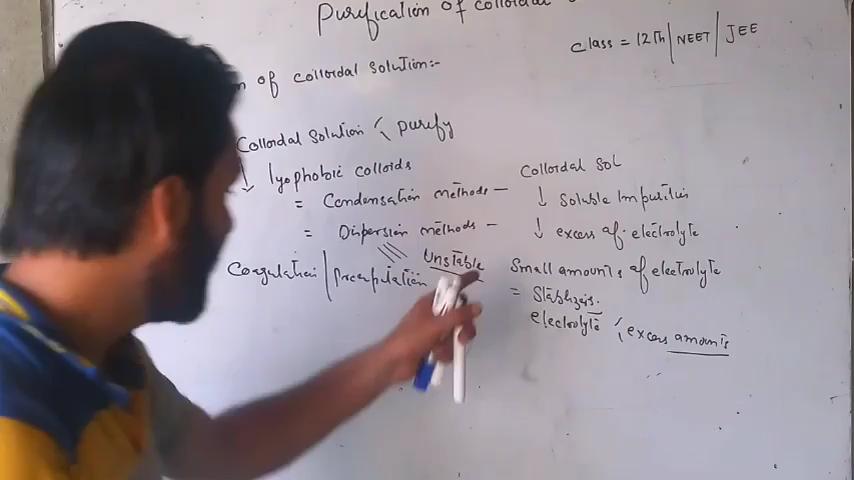 Purification of colloidal
Class = 12th | NEET | JEE
of colloidal solution:-
Colloidal solution purify
↓ lyophobic colloids
= Condensation methods -
= Dispersion methods -
Unstable
Coagulation | Precipitation
Colloidal Sol
↓ Soluble Impurities
↓ excess of electrolyte
Small amounts of electrolyte
=
electrolyte (excess amounts